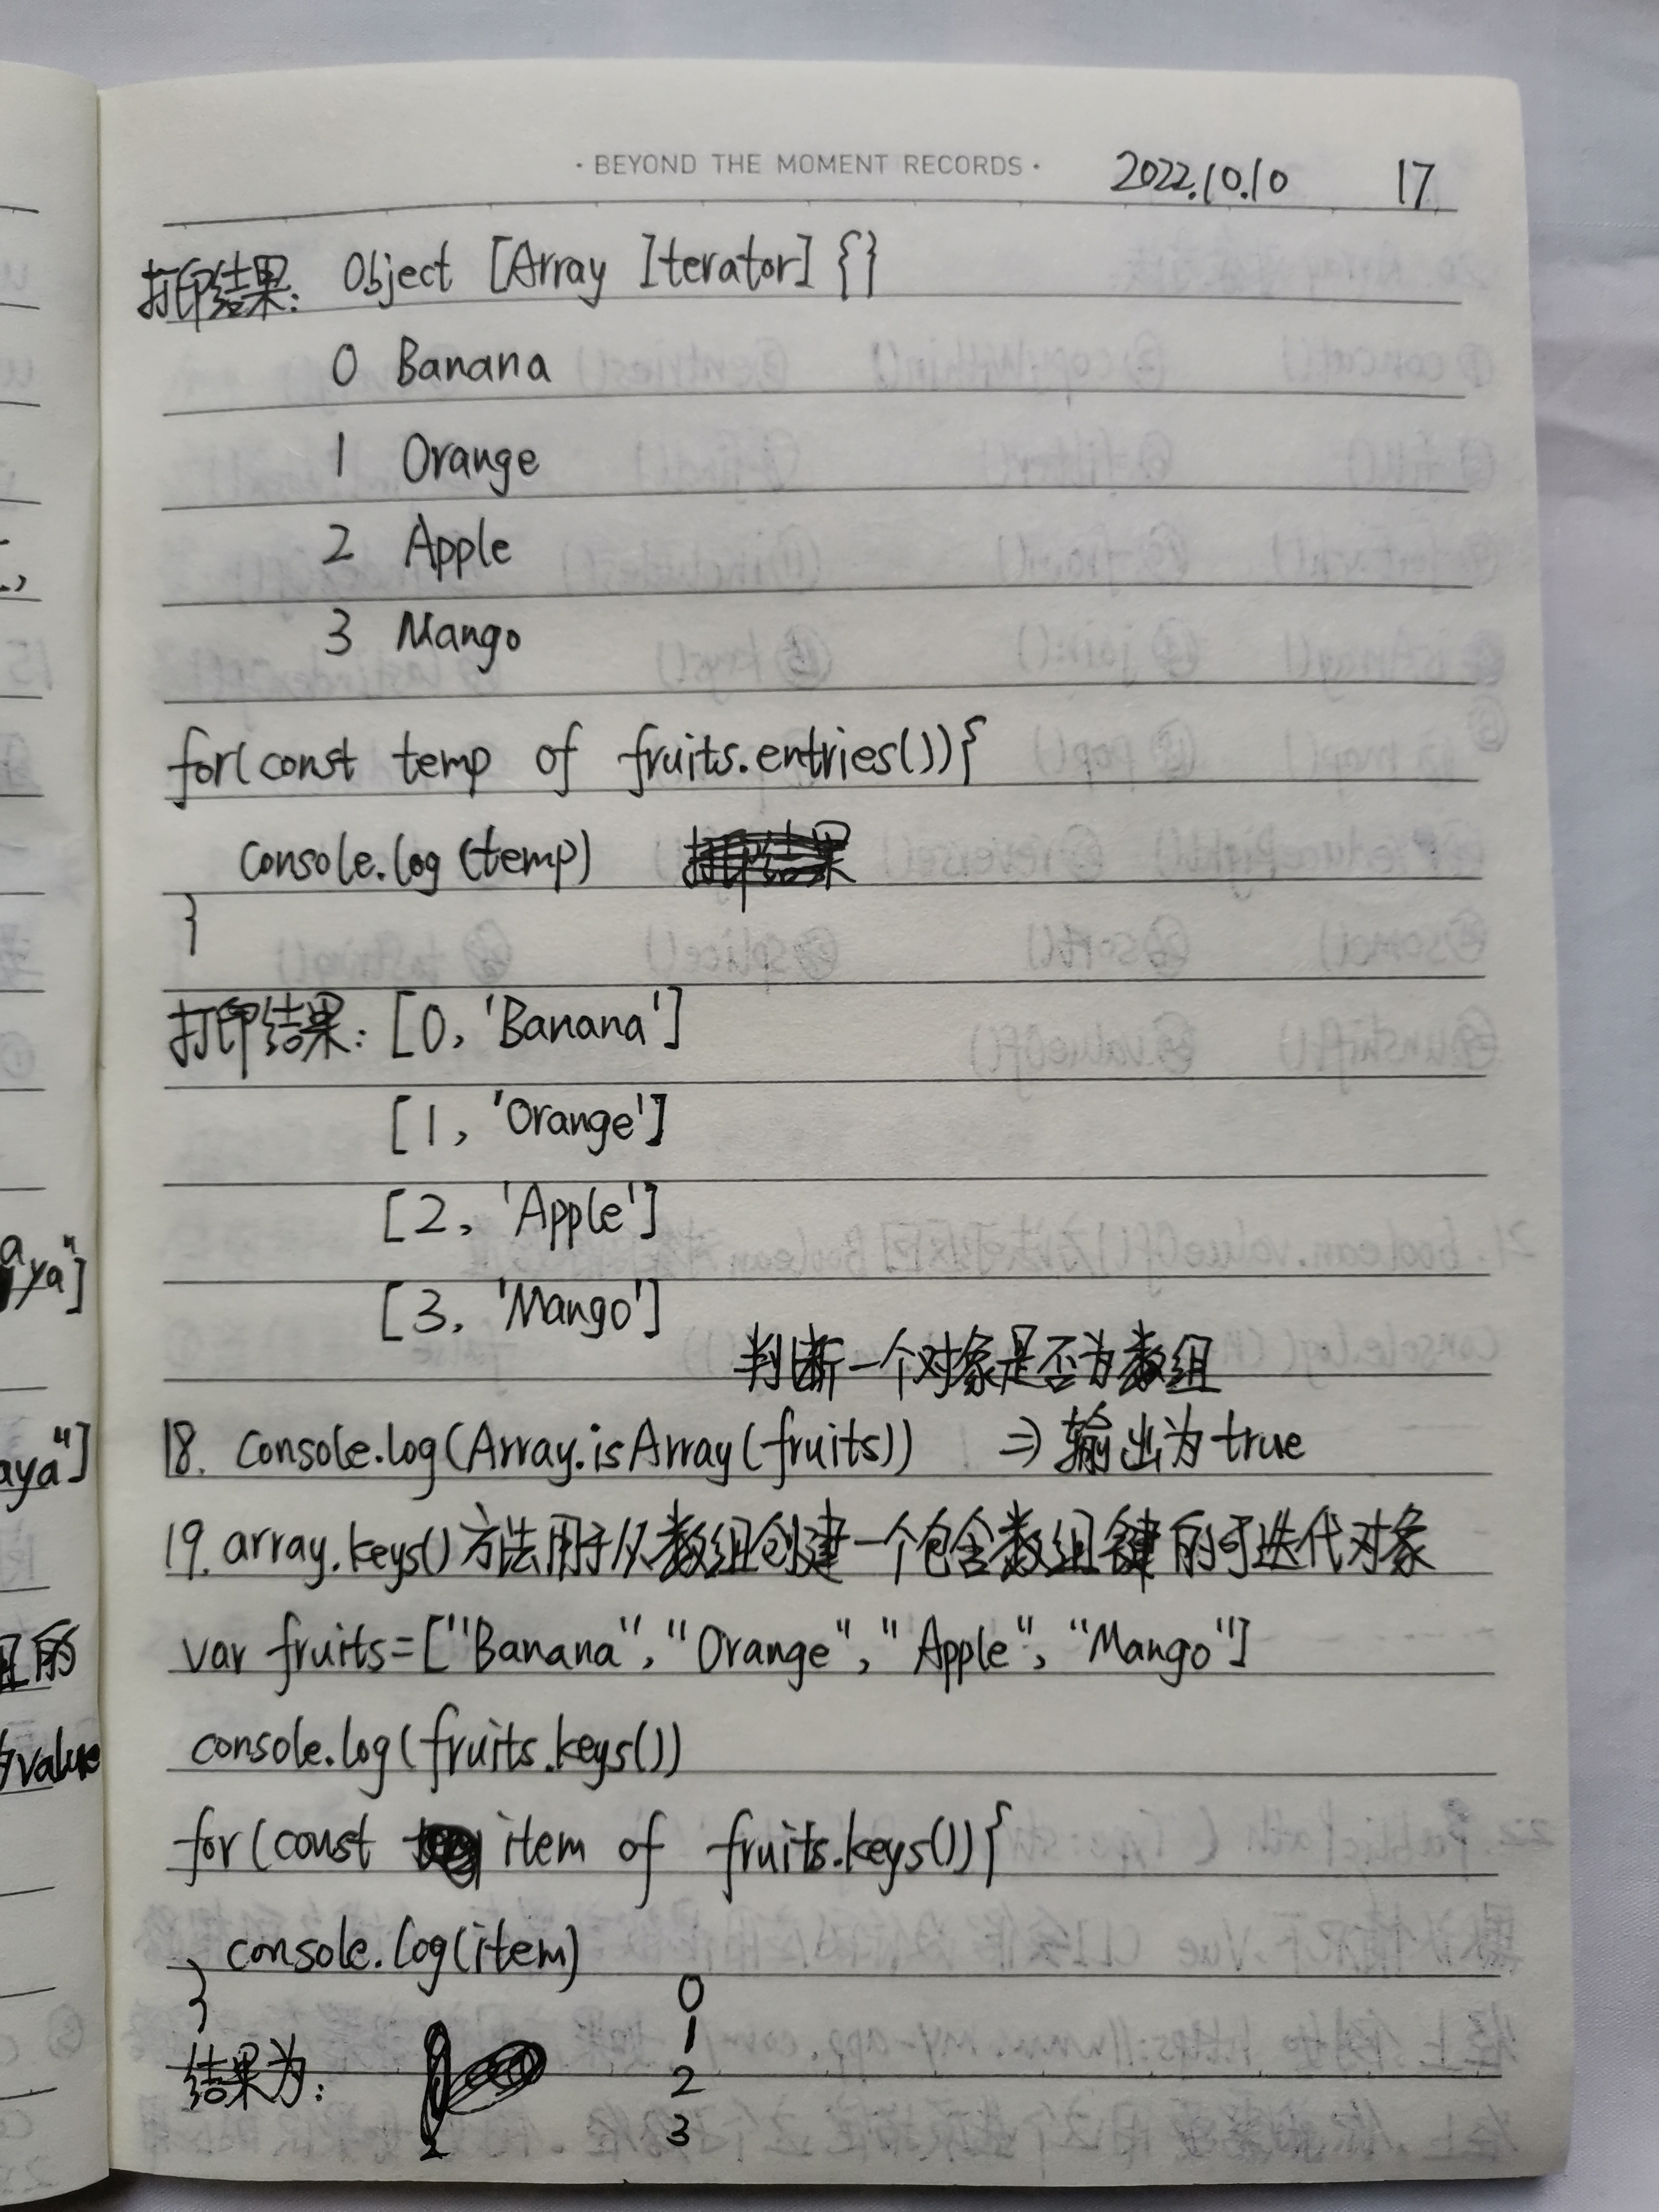 · BEYOND THE MOMENT RECORDS · 2022.10.10 17
打印结果: Object [Array Iterator] {}
0 Banana
1 Orange
2 Apple
3 Mango
for(const temp of fruits.entries()){
console.log(temp)
}
打印结果: [0, 'Banana']
[1, 'Orange']
[2, 'Apple']
[3, 'Mango']
判断一个对象是否为数组
18. console.log(Array.isArray(fruits)) => 输出为true
19. array.keys()方法用于从数组创建一个包含数组键的可迭代对象
var fruits=["Banana", "Orange", "Apple", "Mango"]
console.log(fruits.keys())
for(const item of fruits.keys()){
console.log(item)
}
结果为: 0
1
2
3
aya"]
value